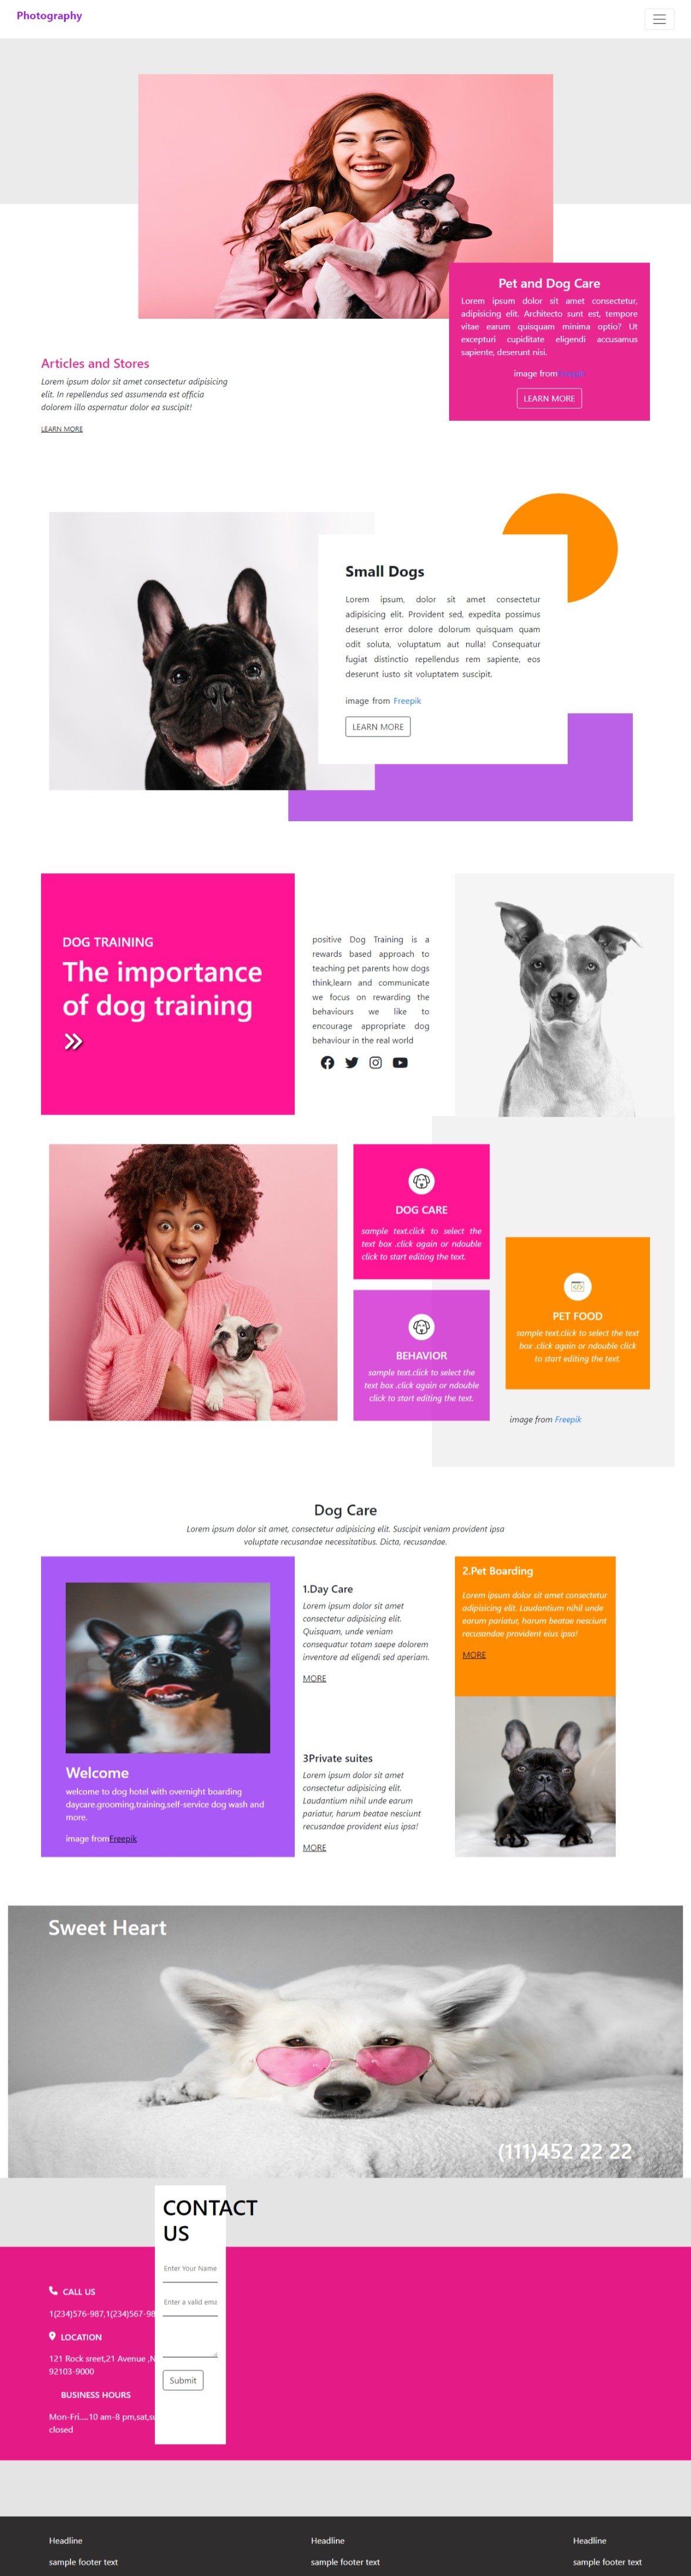 Photography
Pet and Dog Care
Lorem ipsum dolor sit amet consectetur,
adipisicing elit. Architecto sunt est, tempore
vitae earum quisquam minima optio? Ut
excepturi cupiditate eligendi accusamus
sapiente, deserunt nisi.
image from Freepik
LEARN MORE
Articles and Stores
Lorem ipsum dolor sit amet consectetur adipisicing
elit. In repellendus sed assumenda est officia
dolorem illo aspernatur dolor ea suscipit!
LEARN MORE
Small Dogs
Lorem ipsum, dolor sit amet consectetur
adipisicing elit. Provident sed, expedita possimus
deserunt error dolore dolorum quisquam quam
odit soluta, voluptatum aut nulla! Consequatur
fugiat distinctio repellendus rem sapiente, eos
deserunt iusto sit voluptatem suscipit.
image from Freepik
LEARN MORE
DOG TRAINING
The importance
of dog training
positive Dog Training is a
rewards based approach to
teaching pet parents how dogs
think,learn and communicate
we focus on rewarding the
behaviours we like to
encourage appropriate dog
behaviour in the real world
DOG CARE
sample text.click to select the
text box .click again or ndouble
click to start editing the text.
BEHAVIOR
sample text.click to select the
text box .click again or ndouble
click to start editing the text.
PET FOOD
sample text.click to select the text
box .click again or ndouble click
to start editing the text.
image from Freepik
Dog Care
Lorem ipsum dolor sit amet, consectetur adipisicing elit. Suscipit veniam provident ipsa
voluptate recusandae necessitatibus. Dicta, recusandae.
Welcome
welcome to dog hotel with overnight boarding
daycare.grooming,training,self-service dog wash and
more.
image fromFreepik
1.Day Care
Lorem ipsum dolor sit amet
consectetur adipisicing elit.
Quisquam, unde veniam
consequatur totam saepe dolorem
inventore ad eligendi sed aperiam.
MORE
3Private suites
Lorem ipsum dolor sit amet
consectetur adipisicing elit.
Laudantium nihil unde earum
pariatur, harum beatae nesciunt
recusandae provident eius ipsa!
MORE
2.Pet Boarding
Lorem ipsum dolor sit amet consectetur
adipisicing elit. Laudantium nihil unde
earum pariatur, harum beatae nesciunt
recusandae provident eius ipsa!
MORE
Sweet Heart
(111)452 22 22
CONTACT
US
Enter Your Name
Enter a valid ema
Submit
CALL US
1(234)576-987,1(234)567-98
LOCATION
121 Rock sreet,21 Avenue ,N
92103-9000
BUSINESS HOURS
Mon-Fri.....10 am-8 pm,sat,su
closed
Headline
sample footer text
Headline
sample footer text
Headline
sample footer text